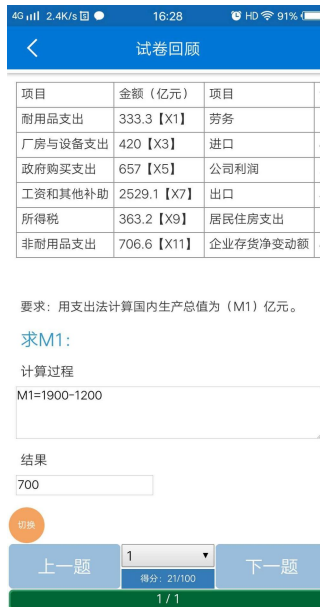 4G 2.4K/s 16:28 HD 91%
试卷回顾
项目 金额（亿元） 项目
耐用品支出 333.3【X1】 劳务
厂房与设备支出 420【X3】 进口
政府购买支出 657【X5】 公司利润
工资和其他补助 2529.1【X7】 出口
所得税 363.2【X9】 居民住房支出
非耐用品支出 706.6【X11】 企业存货净变动额
要求：用支出法计算国内生产总值为（M1）亿元。
求M1:
计算过程
M1=1900-1200
结果
700
切换
上一题
1
得分：21/100
下一题
1 / 1